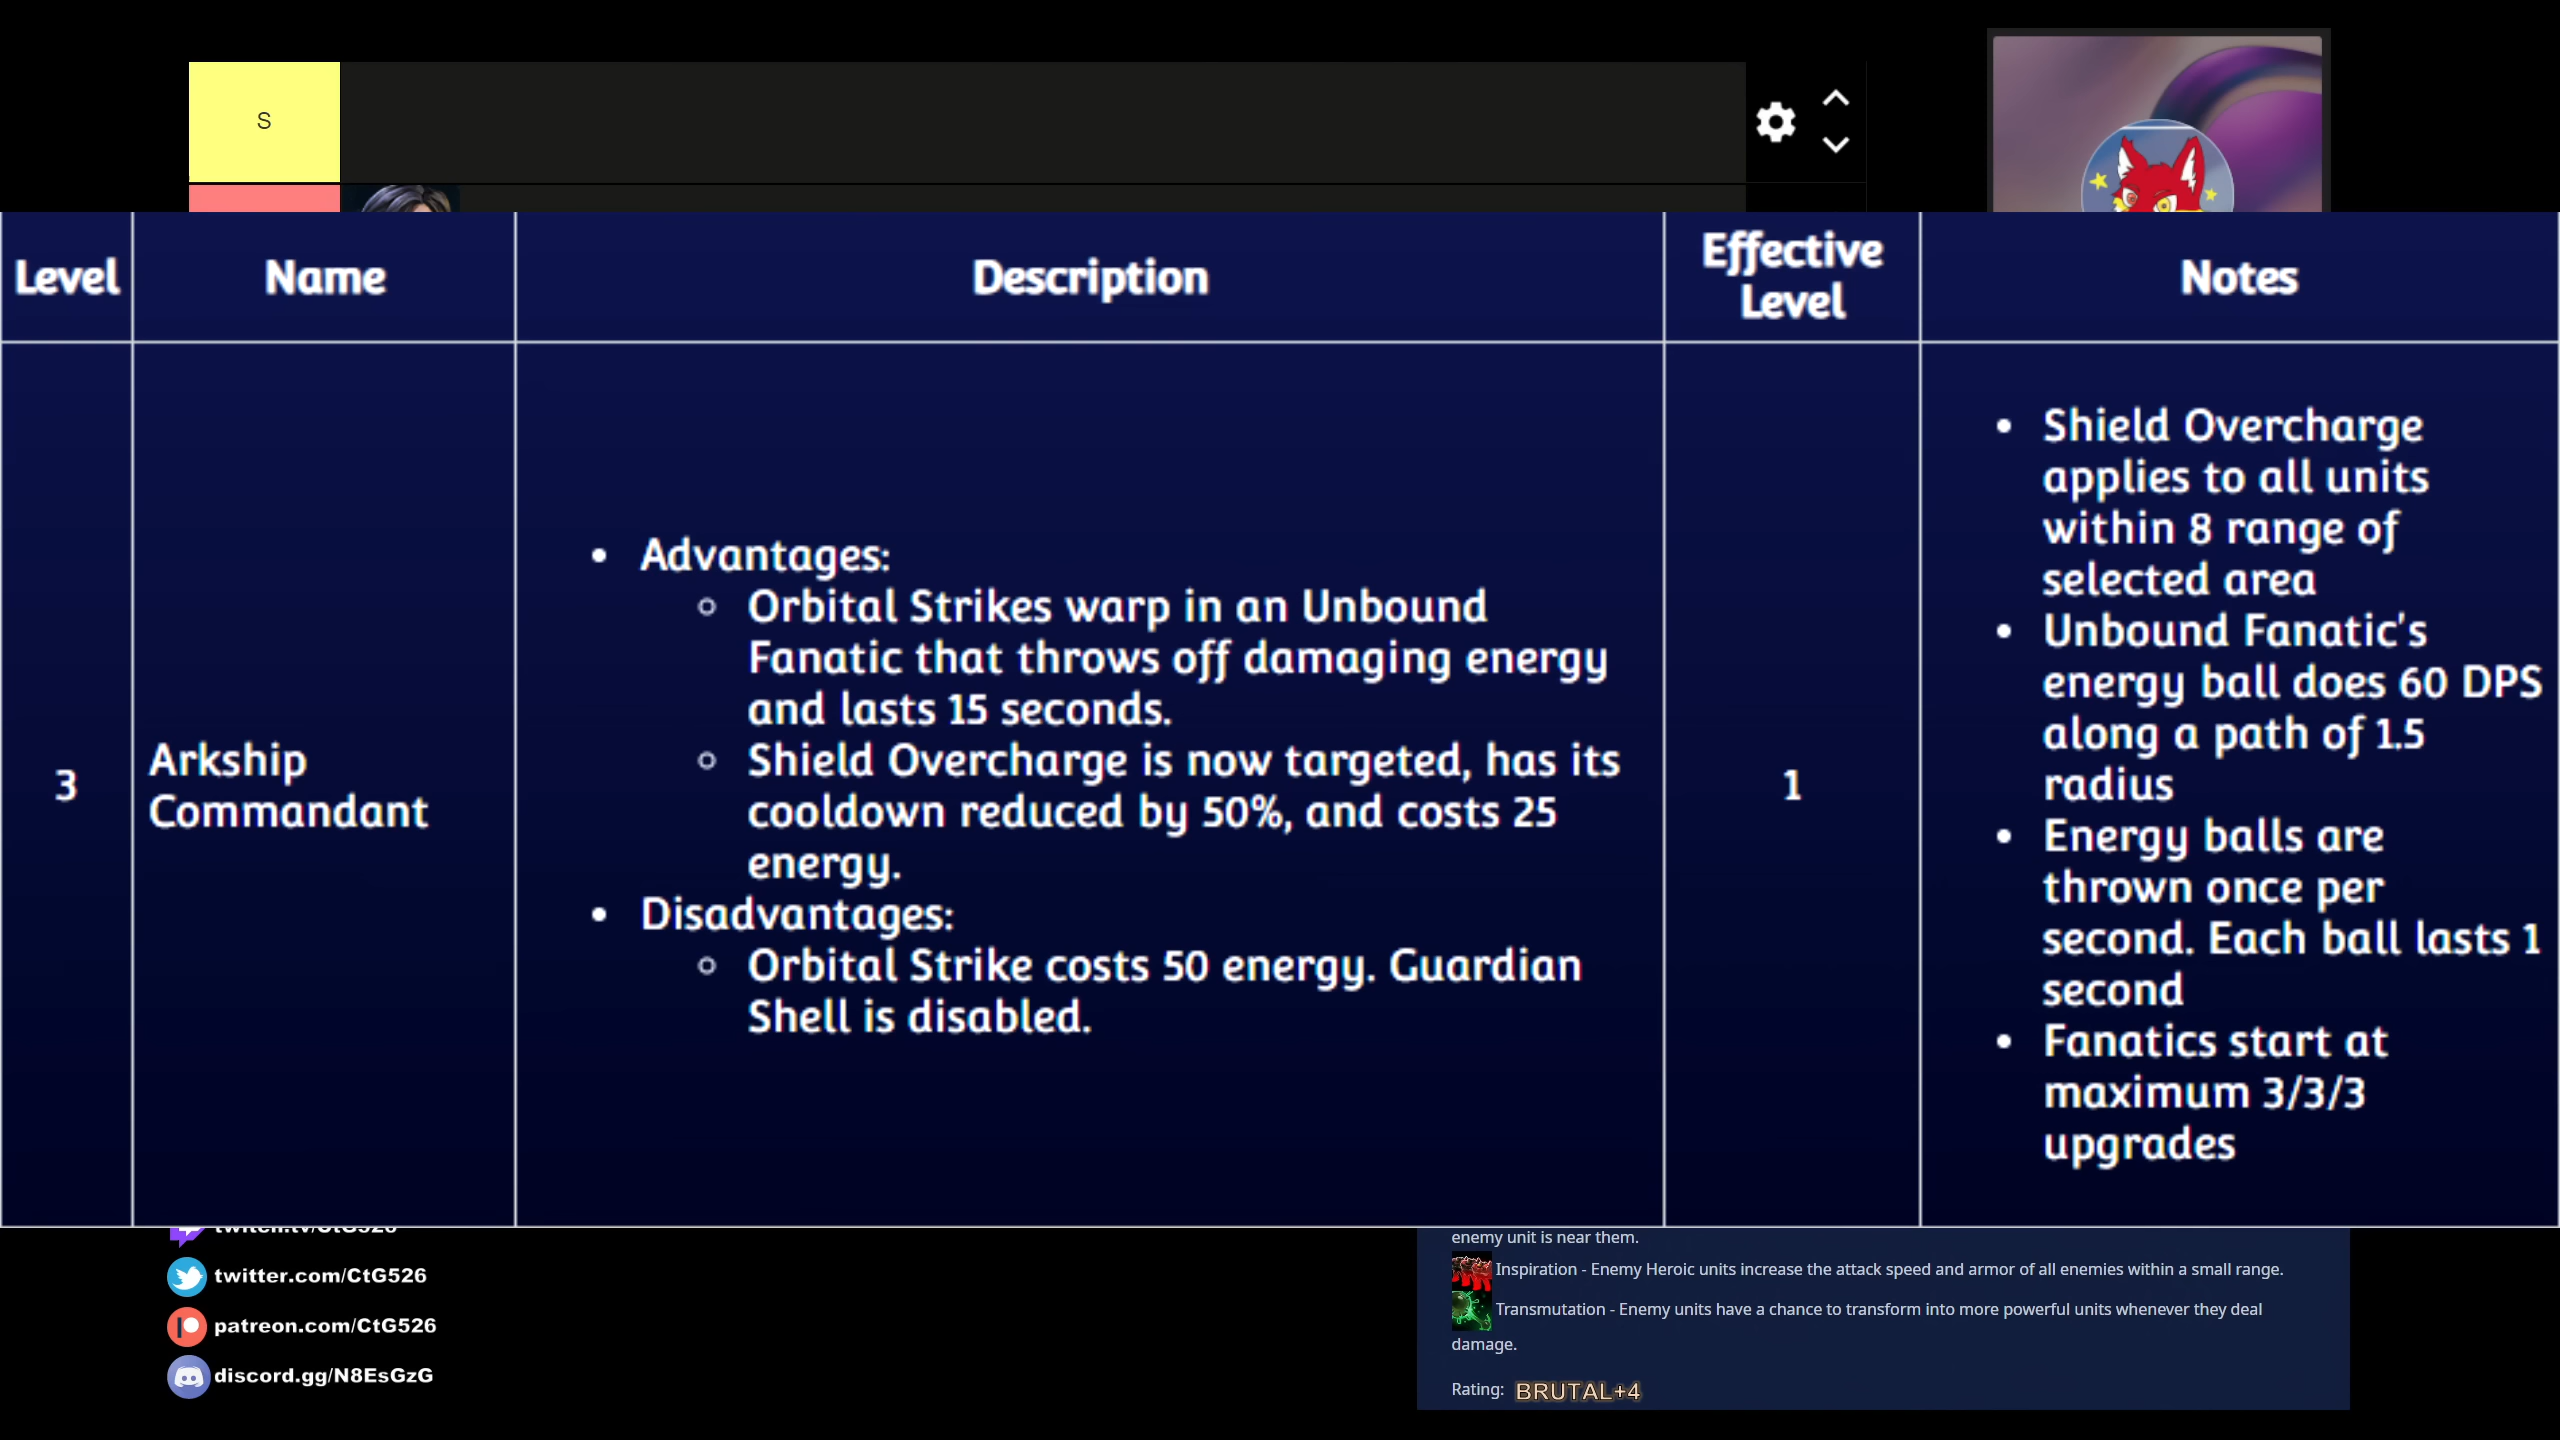 S
Level
Name
Description
Effective
Level
Notes
3
Arkship
Commandant
Advantages:
Orbital Strikes warp in an Unbound
Fanatic that throws off damaging energy
and lasts 15 seconds.
Shield Overcharge is now targeted, has its
cooldown reduced by 50%, and costs 25
energy.
Disadvantages:
Orbital Strike costs 50 energy. Guardian
Shell is disabled.
1
Shield Overcharge
applies to all units
within 8 range of
selected area
Unbound Fanatic's
energy ball does 60 DPS
along a path of 1.5
radius
Energy balls are
thrown once per
second. Each ball lasts 1
second
Fanatics start at
maximum 3/3/3
upgrades
twitch.tv/CtG526
twitter.com/CtG526
patreon.com/CtG526
discord.gg/N8EsGzG
enemy unit is near them.
Inspiration - Enemy Heroic units increase the attack speed and armor of all enemies within a small range.
Transmutation - Enemy units have a chance to transform into more powerful units whenever they deal
damage.
Rating: BRUTAL+4